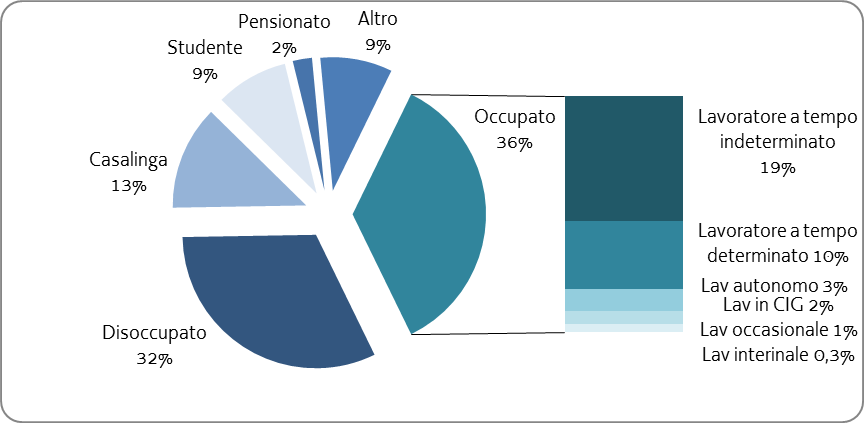 Pensionato
2%
Altro
9%
Studente
9%
Casalinga
13%
Disoccupato
32%
Occupato
36%
Lavoratore a tempo
indeterminato
19%
Lavoratore a tempo
determinato 10%
Lav autonomo 3%
Lav in CIG 2%
Lav occasionale 1%
Lav interinale 0,3%